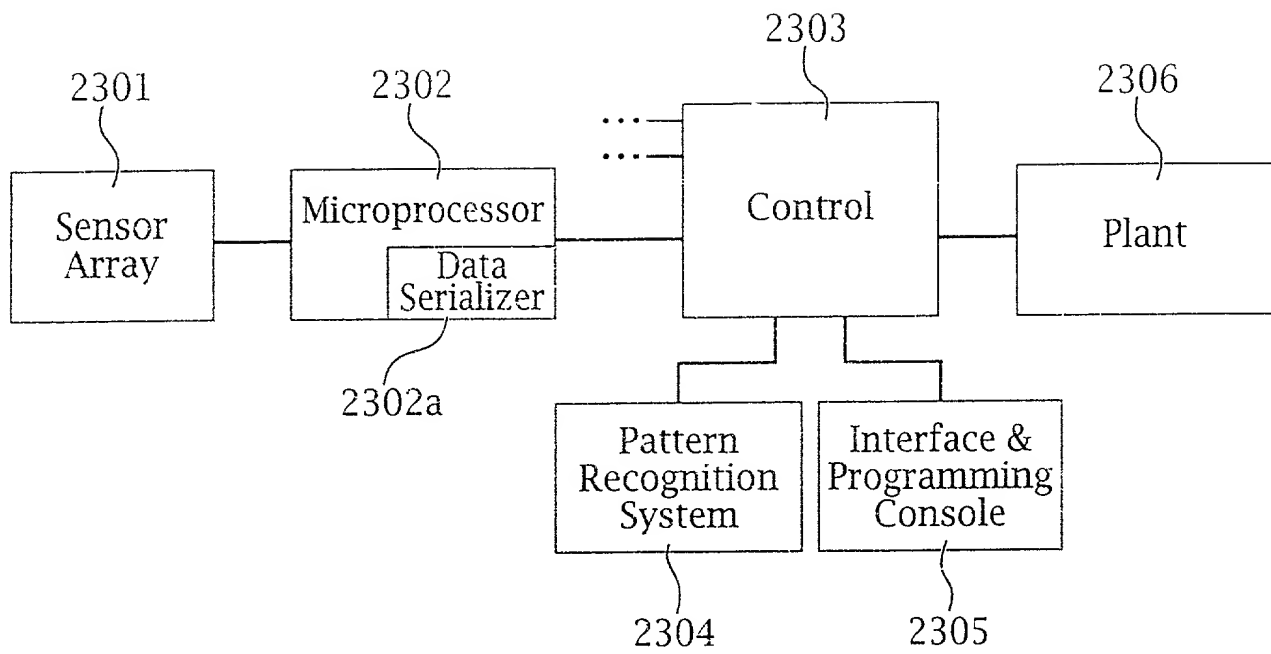 2303
2301
2302
2306
Sensor
Array
Microprocessor
Data
Serializer
Control
Plant
2302a
Pattern
Recognition
System
Interface &
Programming
Console
2304
2305